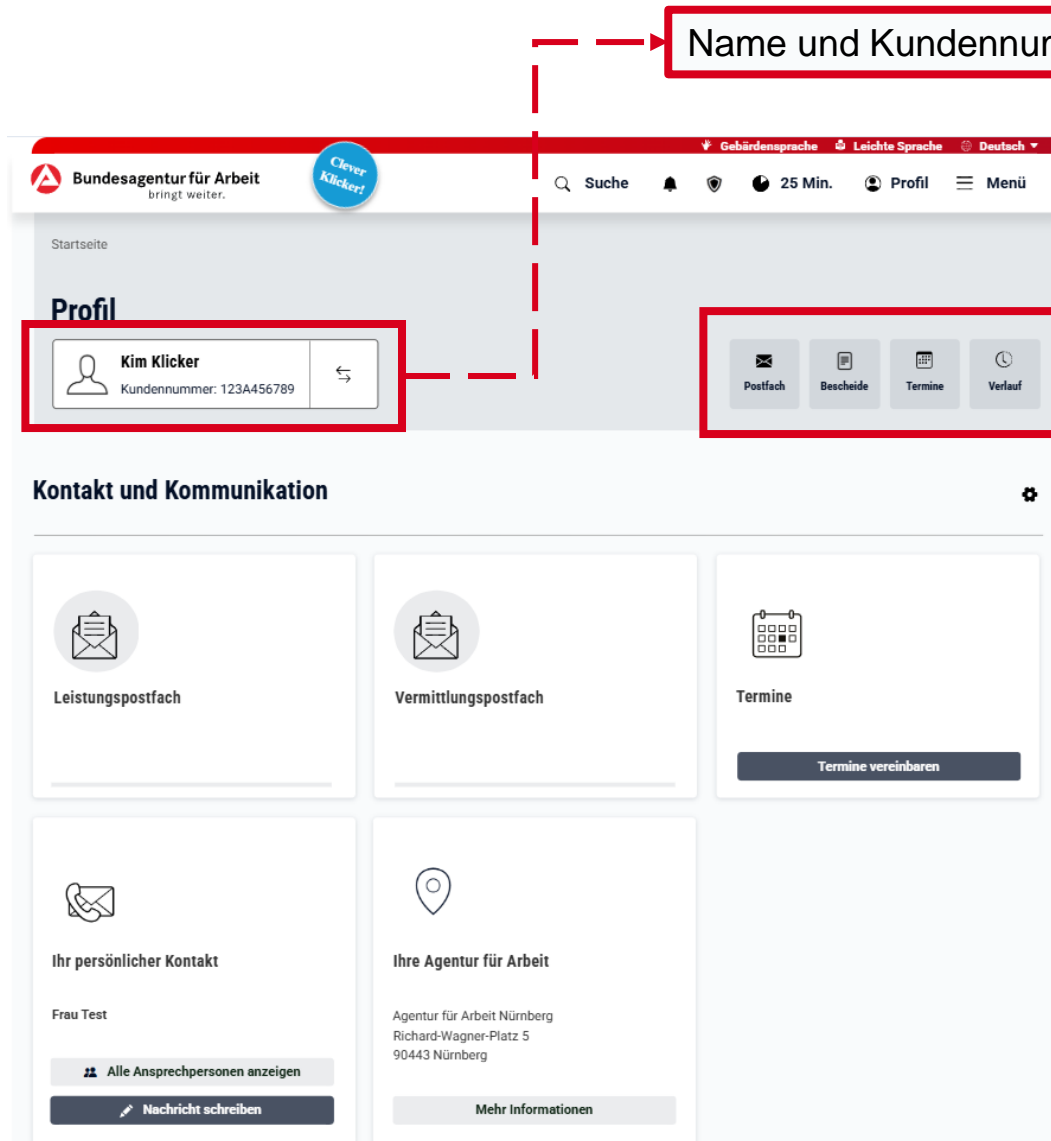 Name und
Gebärdensprache Leichte Sprache Deutsch
Bundesagentur für Arbeit
bringt weiter.
Clever
Klicker!
Suche 25 Min. Profil Menü
Startseite
Profil
Kim Klicker
Kundennummer: 123A456789
Postfach Bescheide Termine Verlauf
Kontakt und Kommunikation
Leistungspostfach
Vermittlungspostfach
Termine
Termine vereinbaren
Ihr persönlicher Kontakt
Frau Test
Alle Ansprechpersonen anzeigen
Nachricht schreiben
Ihre Agentur für Arbeit
Agentur für Arbeit Nürnberg
Richard-Wagner-Platz 5
90443 Nürnberg
Mehr Informationen